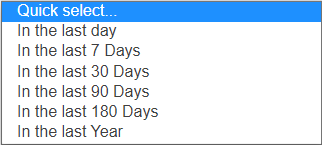 Quick select...
In the last day
In the last 7 Days
In the last 30 Days
In the last 90 Days
In the last 180 Days
In the last Year